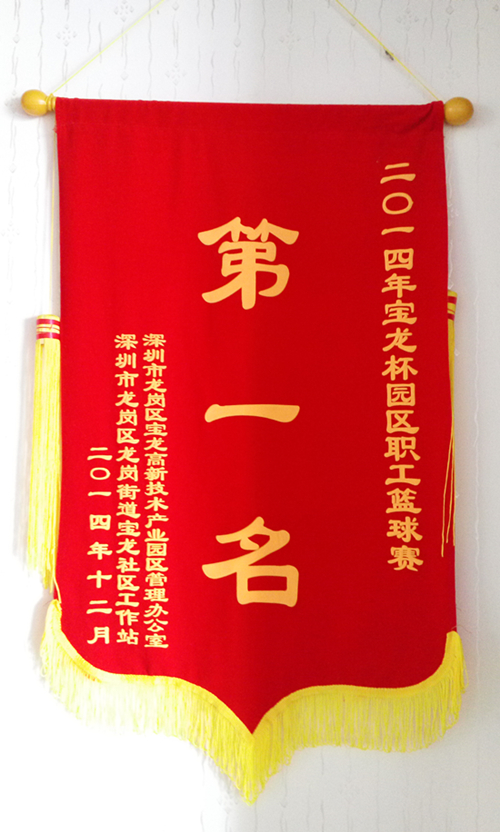 二〇一四年宝龙杯园区职工篮球赛
第一名
深圳市龙岗区宝龙高新技术产业园区管理办公室
深圳市龙岗区龙岗街道宝龙社区工作站
二〇一四年十二月